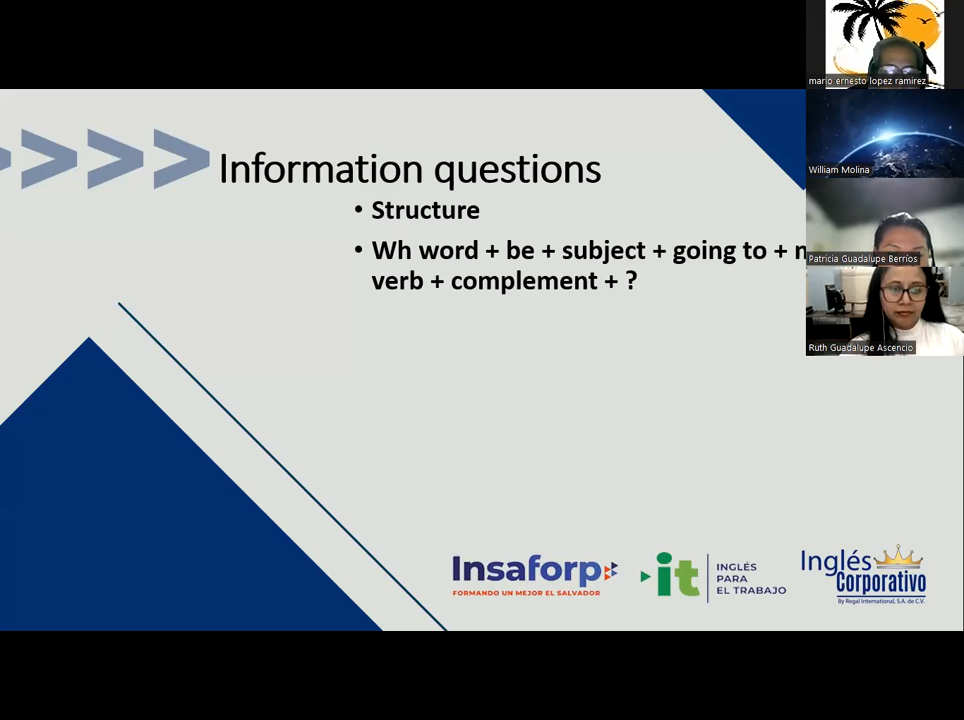 mario ernesto lopez ramirez
William Molina
Information questions
• Structure
• Wh word + be + subject + going to +
Patricia Guadalupe Berríos
verb + complement + ?
Ruth Guadalupe Ascencio
Insaforp
FORMANDO UN MEJOR EL SALVADOR
it
INGLÉS
PARA
EL TRABAJO
Inglés
Corporativo
By Regal International, S.A. de C.V.